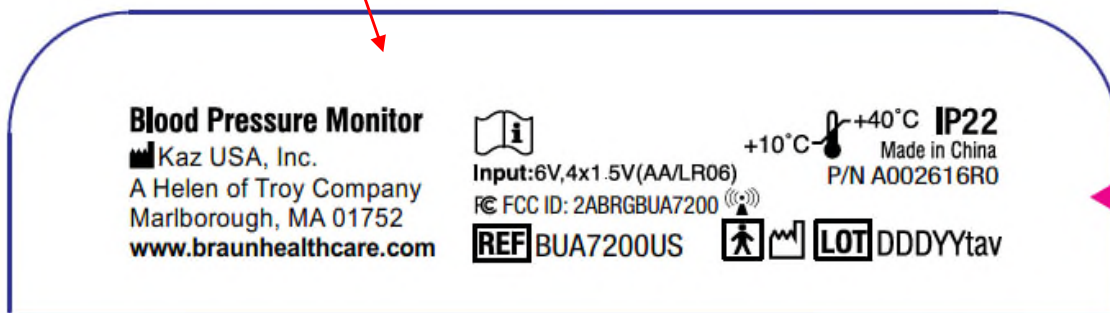 Blood Pressure Monitor
Kaz USA, Inc.
A Helen of Troy Company
Marlborough, MA 01752
www.braunhealthcare.com
Input:6V,4x1.5V(AA/LR06)
FC FCC ID: 2ABRGBUA7200
REF BUA7200US
+10°C +40°C IP22
Made in China
P/N A002616R0
LOT DDDYYtav